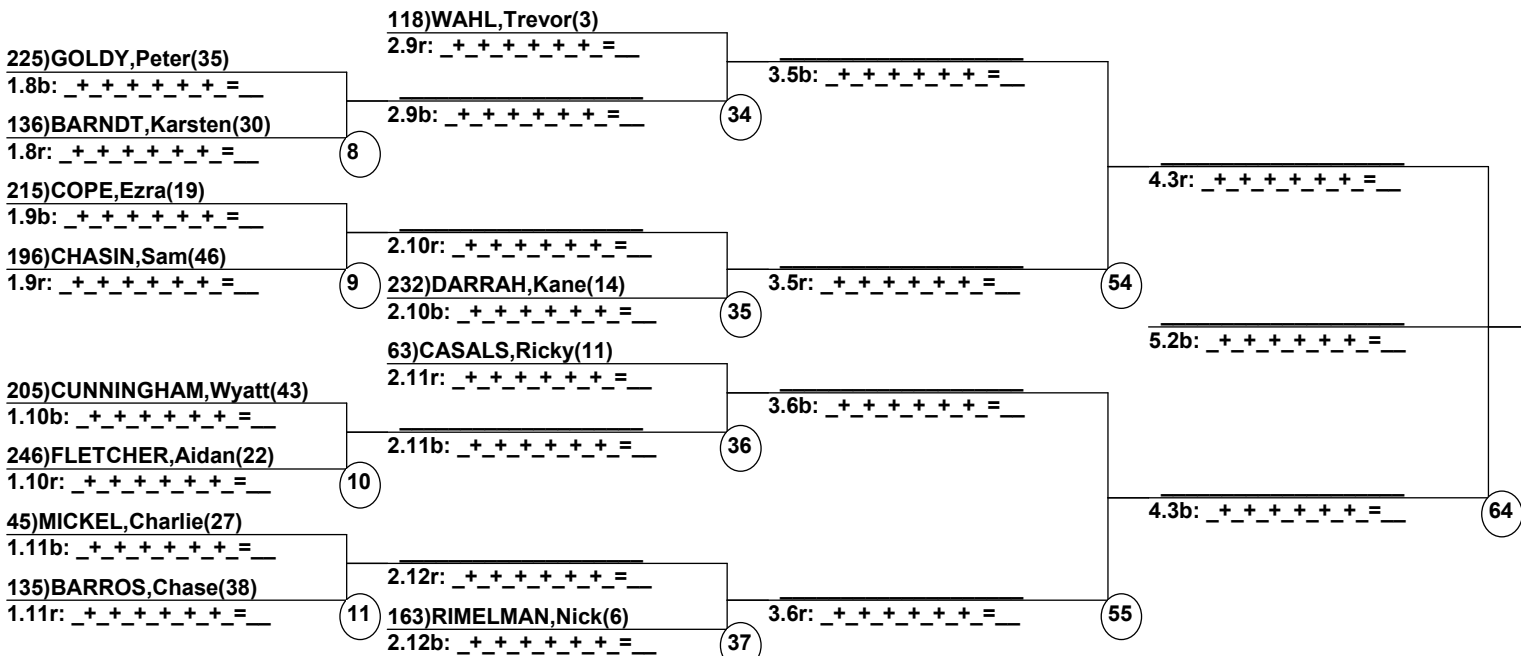 118)WAHL,Trevor(3)
2.9r: _+_+_+_+_+_=__
225)GOLDY,Peter(35)
1.8b: _+_+_+_+_+_=__
3.5b: _+_+_+_+_+_=__
2.9b: _+_+_+_+_+_=__
34
136)BARNDT,Karsten(30)
1.8r: _+_+_+_+_+_=__
8
4.3r: _+_+_+_+_+_=__
215)COPE,Ezra(19)
1.9b: _+_+_+_+_+_=__
2.10r: _+_+_+_+_+_=__
196)CHASIN,Sam(46)
1.9r: _+_+_+_+_+_=__
9
232)DARRAH,Kane(14)
2.10b: _+_+_+_+_+_=__
35
3.5r: _+_+_+_+_+_=__
54
5.2b: _+_+_+_+_+_=__
63)CASALS,Ricky(11)
2.11r: _+_+_+_+_+_=__
205)CUNNINGHAM,Wyatt(43)
1.10b: _+_+_+_+_+_=__
3.6b: _+_+_+_+_+_=__
2.11b: _+_+_+_+_+_=__
36
246)FLETCHER,Aidan(22)
1.10r: _+_+_+_+_+_=__
10
4.3b: _+_+_+_+_+_=__
64
45)MICKEL,Charlie(27)
1.11b: _+_+_+_+_+_=__
2.12r: _+_+_+_+_+_=__
135)BARROS,Chase(38)
1.11r: _+_+_+_+_+_=__
11
163)RIMELMAN,Nick(6)
2.12b: _+_+_+_+_+_=__
37
3.6r: _+_+_+_+_+_=__
55